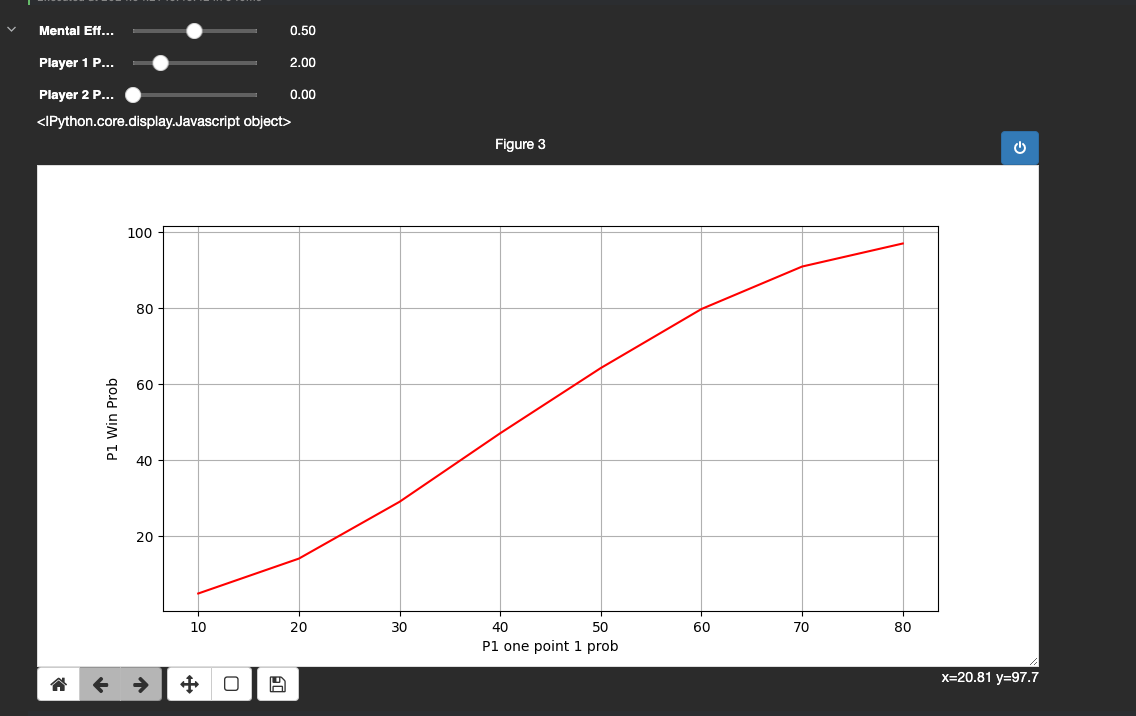 Mental Eff... 0.50
Player 1 P... 2.00
Player 2 P... 0.00
<IPython.core.display.Javascript object>
Figure 3
100
80
60
40
20
P1 Win Prob
10 20 30 40 50 60 70 80
P1 one point 1 prob
x=20.81 y=97.7